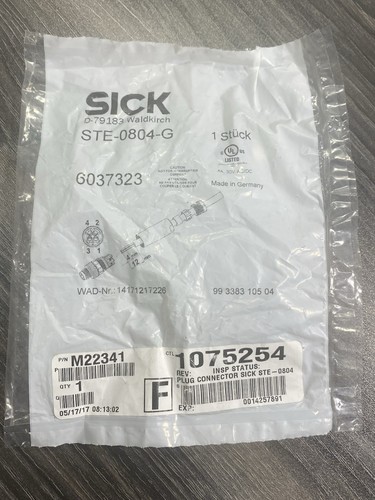 SICK
D-79183 Waldkirch
STE-0804-G
1 Stück
UL
LISTED
6037323
Made in Germany
4 2
3 1
WAD-Nr.: 14171217226
99 3383 105 04
P/N M22341
1075254
REV: INSP STATUS:
PLUG CONNECTOR SICK STE-0804
QTY 1
F
05/17/17 08:13:02
EXP:
0014257891